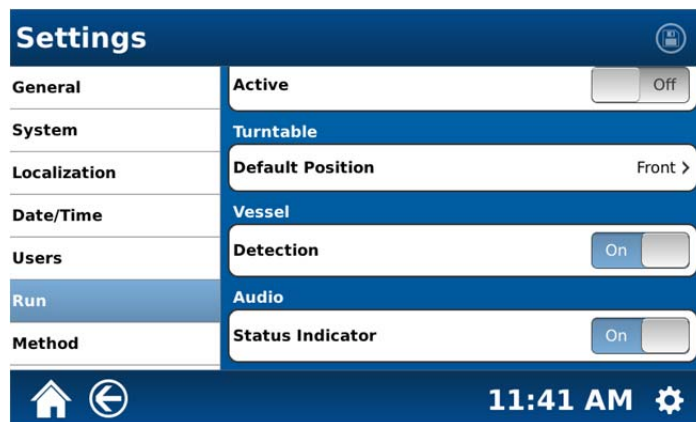 Settings
General
System
Localization
Date/Time
Users
Run
Method
Active Off
Turntable
Default Position Front >
Vessel
Detection On
Audio
Status Indicator On
11:41 AM